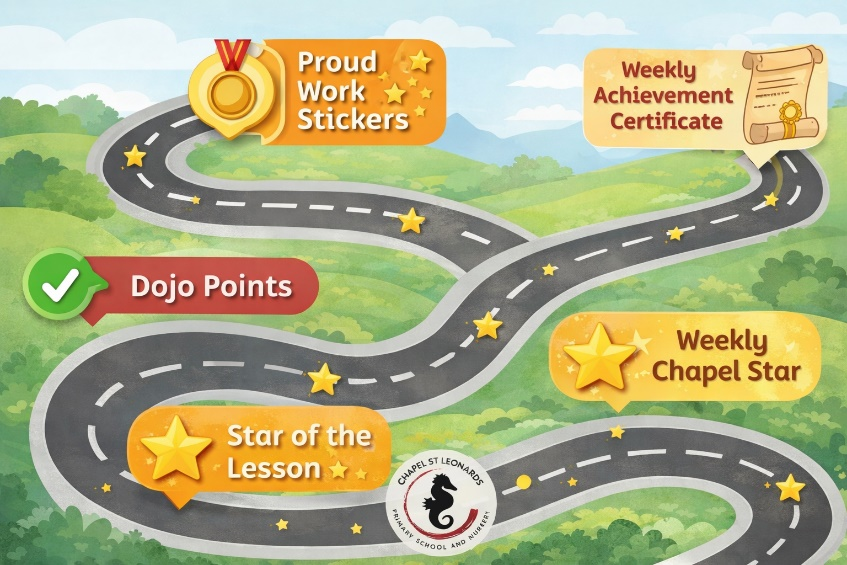 Proud
Work
Stickers
Weekly
Achievement
Certificate
Dojo Points
Weekly
Chapel Star
Star of the
Lesson
CHAPEL ST LEONARDS
PRIMARY SCHOOL AND NURSERY